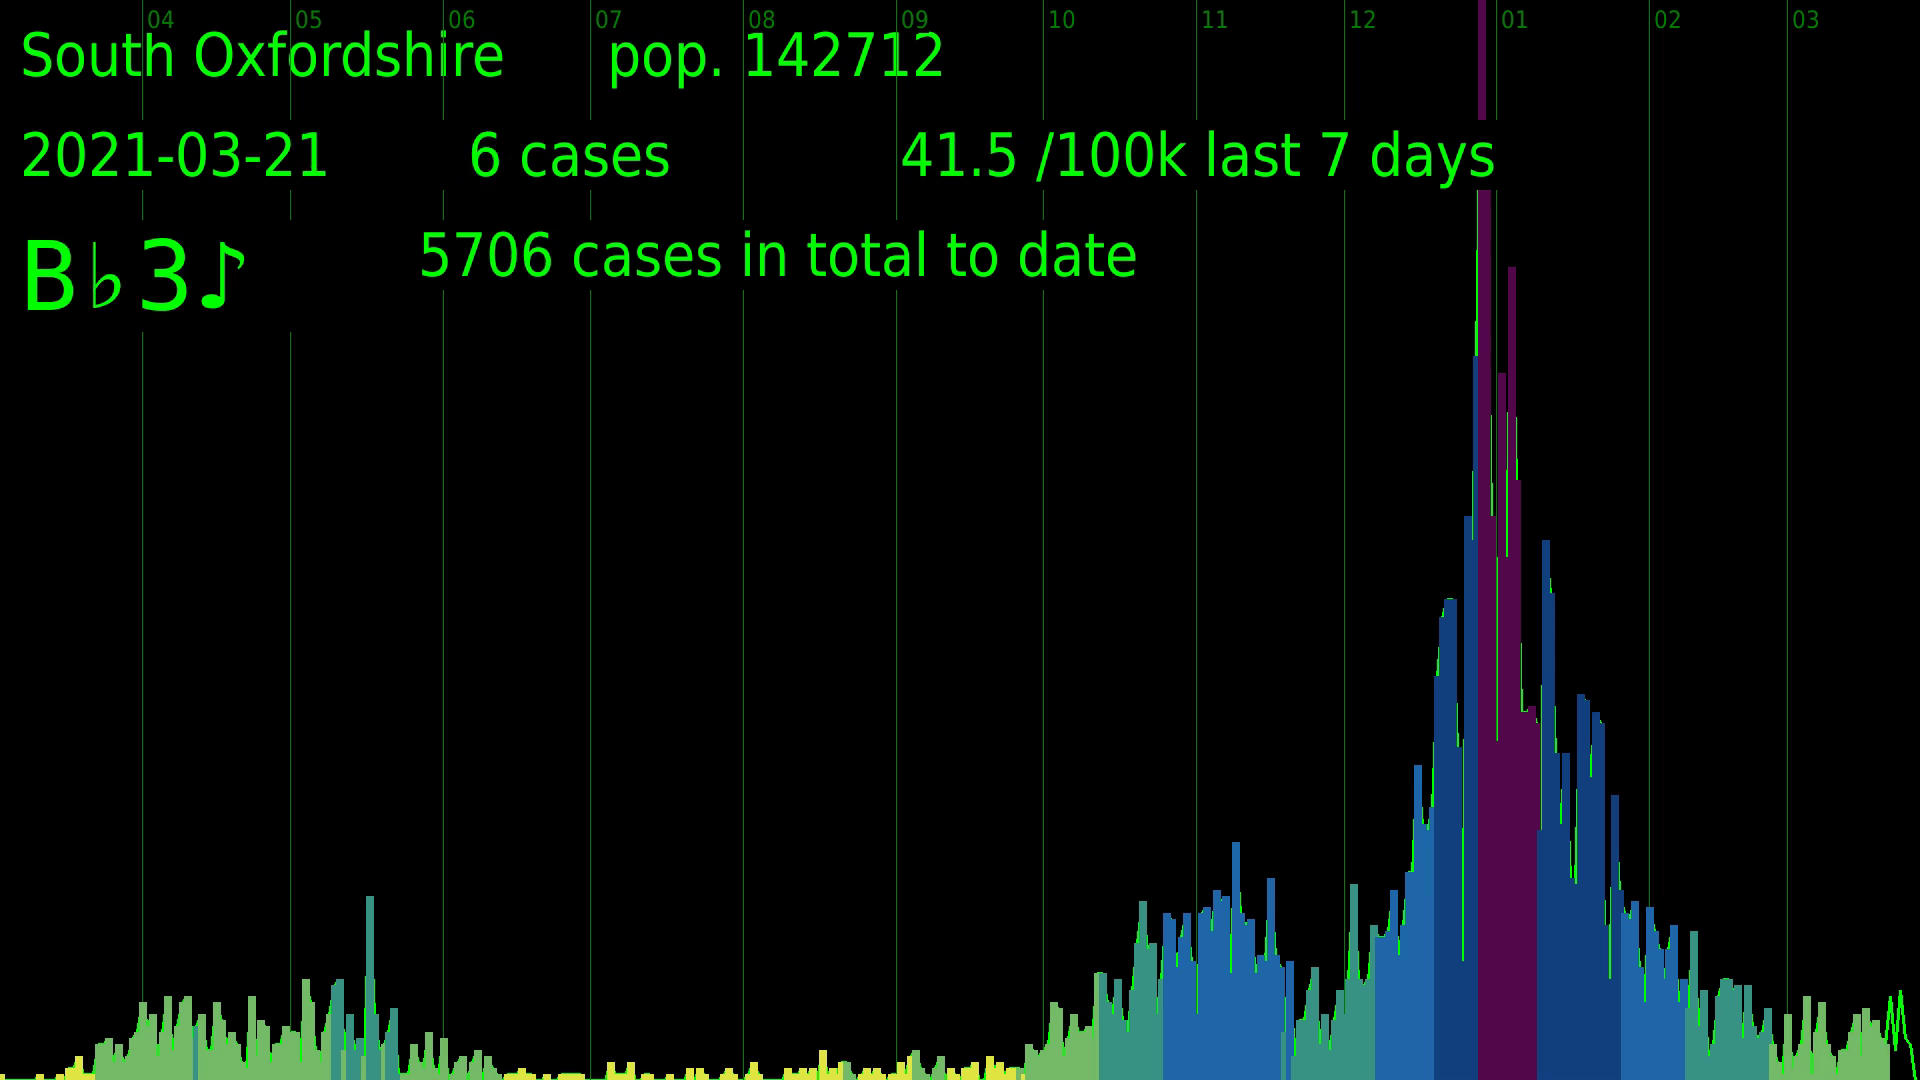 04 05 06 07 08 09 10 11 12 01 02 03
South Oxfordshire pop. 142712
2021-03-21 6 cases 41.5 /100k last 7 days
B♭3♪ 5706 cases in total to date